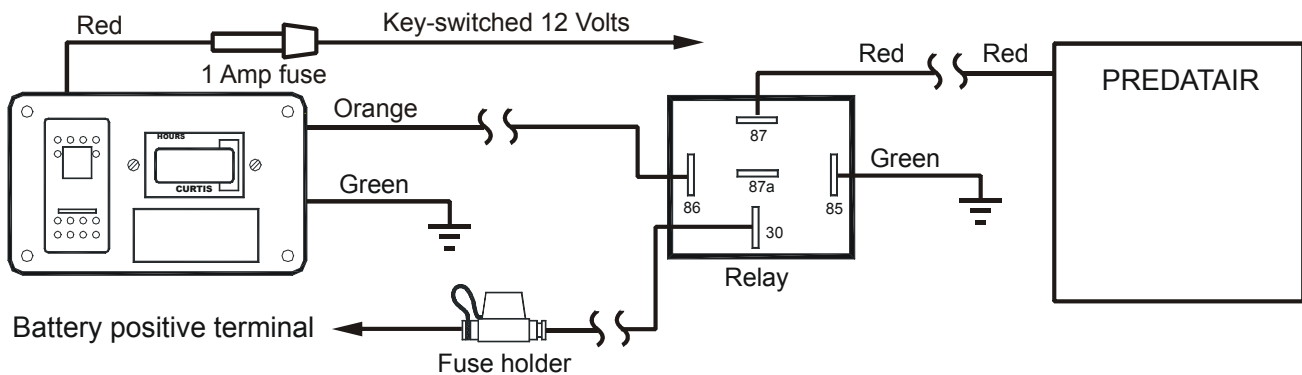 Red
Key-switched 12 Volts
1 Amp fuse
Red
Red
PREDATAIR
Orange
HOURS
CURTIS
Green
87
87a
86
85
30
Green
Relay
Battery positive terminal
Fuse holder